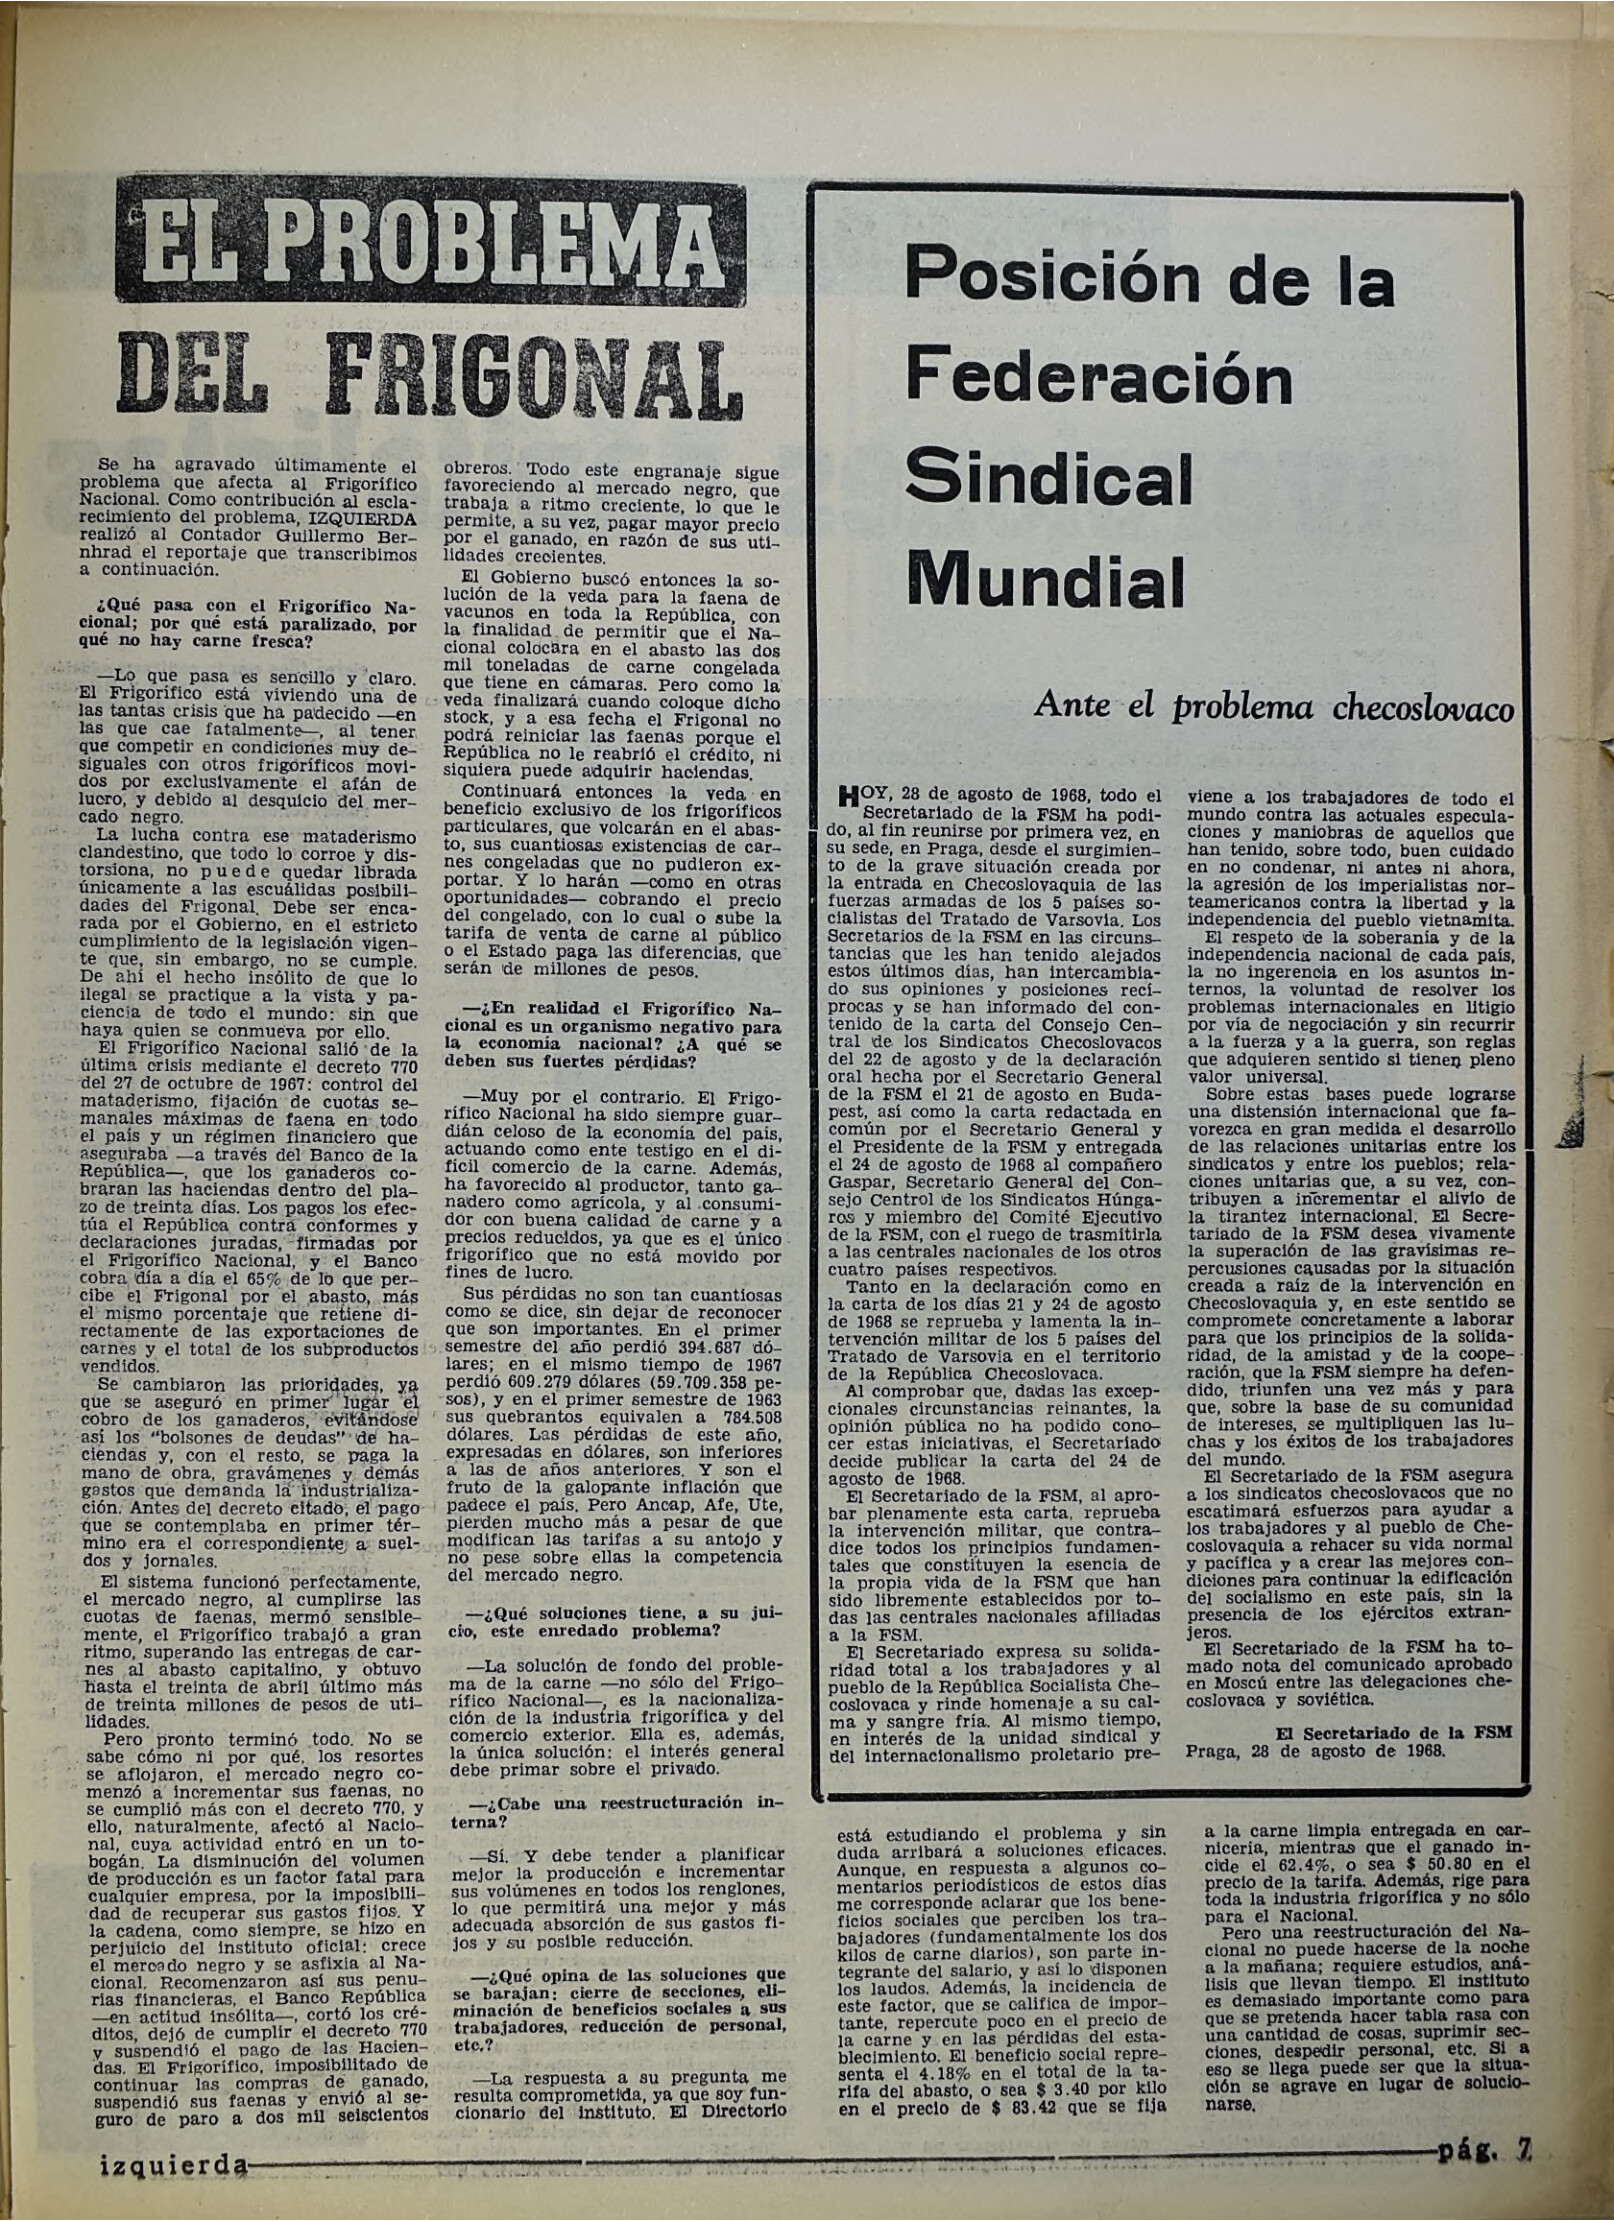 EL PROBLEMA
DEL FRIGONAL
Se ha agravado últimamente el
problema que afecta al Frigorífico
Nacional. Como contribución al escla-
recimiento del problema, IZQUIERDA
realizó al Contador Guillermo Ber-
nhrad el reportaje que transcribimos
a continuación.
¿Qué pasa con el Frigorífico Na-
cional; por qué está paralizado, por
qué no hay carne fresca?
—Lo que pasa es sencillo y claro.
El Frigorífico está viviendo una de
las tantas crisis que ha padecido —en
las que cae fatalmente—, al tener
que competir en condiciones muy de-
siguales con otros frigoríficos movi-
dos por exclusivamente el afán de
lucro, y debido al desquicio del mer-
cado negro.
La lucha contra ese mataderismo
clandestino, que todo lo corroe y dis-
torsiona, no puede quedar librada
únicamente a las escuálidas posibili-
dades del Frigonal. Debe ser enca-
rada por el Gobierno, en el estricto
cumplimiento de la legislación vigen-
te que, sin embargo, no se cumple.
De ahí el hecho insólito de que lo
ilegal se practique a la vista y pa-
ciencia de todo el mundo: sin que
haya quien se conmueva por ello.
El Frigorífico Nacional salió de la
última crisis mediante el decreto 770
del 27 de octubre de 1967: control del
mataderismo, fijación de cuotas se-
manales máximas de faena en todo
el país y un régimen financiero que
aseguraba —a través del Banco de la
República—, que los ganaderos co-
braran las haciendas dentro del pla-
zo de treinta días. Los pagos los efec-
túa el República contra conformes y
declaraciones juradas, firmadas por
el Frigorífico Nacional, y el Banco
cobra día a día el 65% de lo que per-
cibe el Frigonal por el abasto, más
el mismo porcentaje que retiene di-
rectamente de las exportaciones de
carnes y el total de los subproductos
vendidos.
Se cambiaron las prioridades, ya
que se aseguró en primer lugar el
cobro de los ganaderos, evitándose
así los "bolsones de deudas" de ha-
ciendas y, con el resto, se paga la
mano de obra, gravámenes y demás
gastos que demanda la industrializa-
ción. Antes del decreto citado, el pago
que se contemplaba en primer tér-
mino era el correspondiente a suel-
dos y jornales.
El sistema funcionó perfectamente,
el mercado negro, al cumplirse las
cuotas de faenas, mermó sensible-
mente, el Frigorífico trabajó a gran
ritmo, superando las entregas de car-
nes al abasto capitalino, y obtuvo
hasta el treinta de abril último más
de treinta millones de pesos de uti-
lidades.
Pero pronto terminó todo. No se
sabe cómo ni por qué, los resortes
se aflojaron, el mercado negro co-
menzó a incrementar sus faenas, no
se cumplió más con el decreto 770, y
ello, naturalmente, afectó al Nacio-
nal, cuya actividad entró en un to-
bogán. La disminución del volumen
de producción es un factor fatal para
cualquier empresa, por la imposibili-
dad de recuperar sus gastos fijos. Y
la cadena, como siempre, se hizo en
perjuicio del instituto oficial: crece
el mercado negro y se asfixia al Na-
cional. Recomenzaron así sus penu-
rias financieras, el Banco República
—en actitud insólita—, cortó los cré-
ditos, dejó de cumplir el decreto 770
y suspendió el pago de las Hacien-
das. El Frigorífico, imposibilitado de
continuar las compras de ganado,
suspendió sus faenas y envió al se-
guro de paro a dos mil seiscientos
obreros. Todo este engranaje sigue
favoreciendo al mercado negro, que
trabaja a ritmo creciente, lo que le
permite, a su vez, pagar mayor precio
por el ganado, en razón de sus uti-
lidades crecientes.
El Gobierno buscó entonces la so-
lución de la veda para la faena de
vacunos en toda la República, con
la finalidad de permitir que el Na-
cional colocara en el abasto las dos
mil toneladas de carne congelada
que tiene en cámaras. Pero como la
veda finalizará cuando coloque dicho
stock, y a esa fecha el Frigonal no
podrá reiniciar las faenas porque el
República no le reabrió el crédito, ni
siquiera puede adquirir haciendas.
Continuará entonces la veda en
beneficio exclusivo de los frigoríficos
particulares, que volcarán en el abas-
to, sus cuantiosas existencias de car-
nes congeladas que no pudieron ex-
portar. Y lo harán —como en otras
oportunidades— cobrando el precio
del congelado, con lo cual o sube la
tarifa de venta de carne al público
o el Estado paga las diferencias, que
serán de millones de pesos.
—¿En realidad el Frigorífico Na-
cional es un organismo negativo para
la economía nacional? ¿A qué se
deben sus fuertes pérdidas?
—Muy por el contrario. El Frigo-
rífico Nacional ha sido siempre guar-
dián celoso de la economía del país,
actuando como ente testigo en el di-
fícil comercio de la carne. Además,
ha favorecido al productor, tanto ga-
nadero como agrícola, y al consumi-
dor con buena calidad de carne y a
precios reducidos, ya que es el único
frigorífico que no está movido por
fines de lucro.
Sus pérdidas no son tan cuantiosas
como se dice, sin dejar de reconocer
que son importantes. En el primer
semestre del año perdió 394.687 dó-
lares; en el mismo tiempo de 1967
perdió 609.279 dólares (59.709.358 pe-
sos), y en el primer semestre de 1963
sus quebrantos equivalen a 784.508
dólares. Las pérdidas de este año,
expresadas en dólares, son inferiores
a las de años anteriores. Y son el
fruto de la galopante inflación que
padece el país. Pero Ancap, Afe, Ute,
pierden mucho más a pesar de que
modifican las tarifas a su antojo y
no pese sobre ellas la competencia
del mercado negro.
—¿Qué soluciones tiene, a su jui-
cio, este enredado problema?
—La solución de fondo del proble-
ma de la carne —no sólo del Frigo-
rífico Nacional—, es la nacionaliza-
ción de la industria frigorífica y del
comercio exterior. Ella es, además,
la única solución: el interés general
debe primar sobre el privado.
—¿Cabe una reestructuración in-
terna?
—Sí. Y debe tender a planificar
mejor la producción e incrementar
sus volúmenes en todos los renglones,
lo que permitirá una mejor y más
adecuada absorción de sus gastos fi-
jos y su posible reducción.
—¿Qué opina de las soluciones que
se barajan: cierre de secciones, eli-
minación de beneficios sociales a sus
trabajadores, reducción de personal,
etc.?
—La respuesta a su pregunta me
resulta comprometida, ya que soy fun-
cionario del instituto. El Directorio
está estudiando el problema y sin
duda arribará a soluciones eficaces.
Aunque, en respuesta a algunos co-
mentarios periodísticos de estos días
me corresponde aclarar que los bene-
ficios sociales que perciben los tra-
bajadores (fundamentalmente los dos
kilos de carne diarios), son parte in-
tegrante del salario, y así lo disponen
los laudos. Además, la incidencia de
este factor, que se califica de impor-
tante, repercute poco en el precio de
la carne y en las pérdidas del esta-
blecimiento. El beneficio social repre-
senta el 4.18% en el total de la ta-
rifa del abasto, o sea $ 3.40 por kilo
en el precio de $ 83.42 que se fija
a la carne limpia entregada en car-
nicería, mientras que el ganado in-
cide el 62.4%, o sea $ 50.80 en el
precio de la tarifa. Además, rige para
toda la industria frigorífica y no sólo
para el Nacional.
Pero una reestructuración del Na-
cional no puede hacerse de la noche
a la mañana; requiere estudios, aná-
lisis que llevan tiempo. El instituto
es demasiado importante como para
que se pretenda hacer tabla rasa con
una cantidad de cosas, suprimir sec-
ciones, despedir personal, etc. Si a
eso se llega puede ser que la situa-
ción se agrave en lugar de solucio-
narse.
Posición de la
Federación
Sindical
Mundial
Ante el problema checoslovaco
HOY, 28 de agosto de 1968, todo el
Secretariado de la FSM ha podi-
do, al fin reunirse por primera vez, en
su sede, en Praga, desde el surgimien-
to de la grave situación creada por
la entrada en Checoslovaquia de las
fuerzas armadas de los 5 países so-
cialistas del Tratado de Varsovia. Los
Secretarios de la FSM en las circuns-
tancias que les han tenido alejados
estos últimos días, han intercambia-
do sus opiniones y posiciones recí-
procas y se han informado del con-
tenido de la carta del Consejo Cen-
tral de los Sindicatos Checoslovacos
del 22 de agosto y de la declaración
oral hecha por el Secretario General
de la FSM el 21 de agosto en Buda-
pest, así como la carta redactada en
común por el Secretario General y
el Presidente de la FSM y entregada
el 24 de agosto de 1968 al compañero
Gaspar, Secretario General del Con-
sejo Control de los Sindicatos Húnga-
ros y miembro del Comité Ejecutivo
de la FSM, con el ruego de trasmitirla
a las centrales nacionales de los otros
cuatro países respectivos.
Tanto en la declaración como en
la carta de los días 21 y 24 de agosto
de 1968 se reprueba y lamenta la in-
tervención militar de los 5 países del
Tratado de Varsovia en el territorio
de la República Checoslovaca.
Al comprobar que, dadas las excep-
cionales circunstancias reinantes, la
opinión pública no ha podido cono-
cer estas iniciativas, el Secretariado
decide publicar la carta del 24 de
agosto de 1968.
El Secretariado de la FSM, al apro-
bar plenamente esta carta, reprueba
la intervención militar, que contra-
dice todos los principios fundamen-
tales que constituyen la esencia de
la propia vida de la FSM que han
sido libremente establecidos por to-
das las centrales nacionales afiliadas
a la FSM.
El Secretariado expresa su solida-
ridad total a los trabajadores y al
pueblo de la República Socialista Che-
coslovaca y rinde homenaje a su cal-
ma y sangre fría. Al mismo tiempo,
en interés de la unidad sindical y
del internacionalismo proletario pre-
viene a los trabajadores de todo el
mundo contra las actuales especula-
ciones y maniobras de aquellos que
han tenido, sobre todo, buen cuidado
en no condenar, ni antes ni ahora,
la agresión de los imperialistas nor-
teamericanos contra la libertad y la
independencia del pueblo vietnamita.
El respeto de la soberanía y de la
independencia nacional de cada país,
la no ingerencia en los asuntos in-
ternos, la voluntad de resolver los
problemas internacionales en litigio
por vía de negociación y sin recurrir
a la fuerza y a la guerra, son reglas
que adquieren sentido si tienen pleno
valor universal.
Sobre estas bases puede lograrse
una distensión internacional que fa-
vorezca en gran medida el desarrollo
de las relaciones unitarias entre los
sindicatos y entre los pueblos; rela-
ciones unitarias que, a su vez, con-
tribuyen a incrementar el alivio de
la tirantez internacional. El Secre-
tariado de la FSM desea vivamente
la superación de las gravísimas re-
percusiones causadas por la situación
creada a raíz de la intervención en
Checoslovaquia y, en este sentido se
compromete concretamente a laborar
para que los principios de la solida-
ridad, de la amistad y de la coope-
ración, que la FSM siempre ha defen-
dido, triunfen una vez más y para
que, sobre la base de su comunidad
de intereses, se multipliquen las lu-
chas y los éxitos de los trabajadores
del mundo.
El Secretariado de la FSM asegura
a los sindicatos checoslovacos que no
escatimará esfuerzos para ayudar a
los trabajadores y al pueblo de Che-
coslovaquia a rehacer su vida normal
y pacífica y a crear las mejores con-
diciones para continuar la edificación
del socialismo en este país, sin la
presencia de los ejércitos extran-
jeros.
El Secretariado de la FSM ha to-
mado nota del comunicado aprobado
en Moscú entre las delegaciones che-
coslovaca y soviética.
El Secretariado de la FSM
Praga, 28 de agosto de 1968.
izquierda
pág. 7